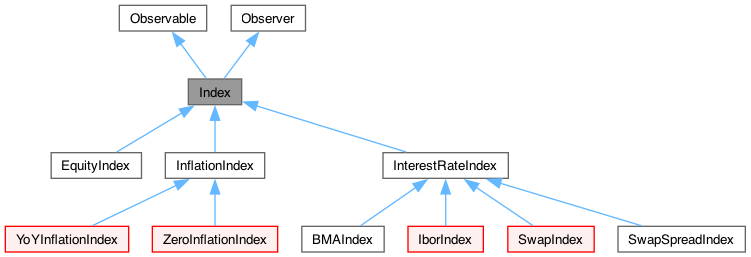 Observable
Observer
Index
EquityIndex
InflationIndex
InterestRateIndex
YoYInflationIndex
ZeroInflationIndex
BMAIndex
IborIndex
SwapIndex
SwapSpreadIndex